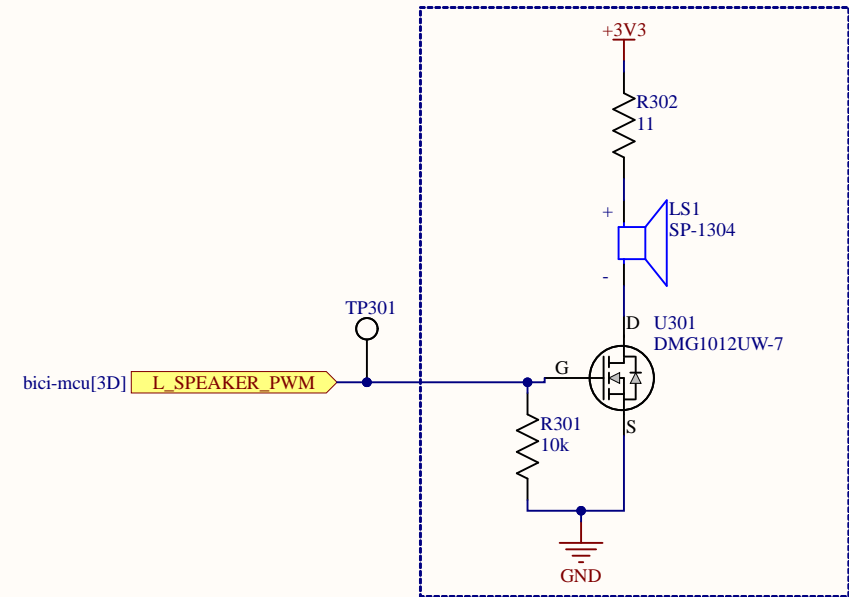 +3V3
R302
11
+
LS1
SP-1304
-
TP301
D
U301
DMG1012UW-7
bici-mcu[3D]
L_SPEAKER_PWM
G
R301
10k
S
GND